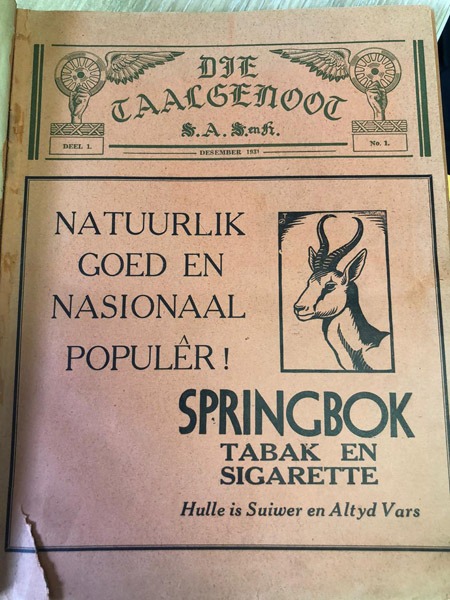 DIE
TAALGENOOT
S.A.S.enH.
DEEL 1.
DESEMBER 1931
No. 1.
NATUURLIK
GOED EN
NASIONAAL
POPULÊR!
SPRINGBOK
TABAK EN
SIGARETTE
Hulle is Suiwer en Altyd Vars